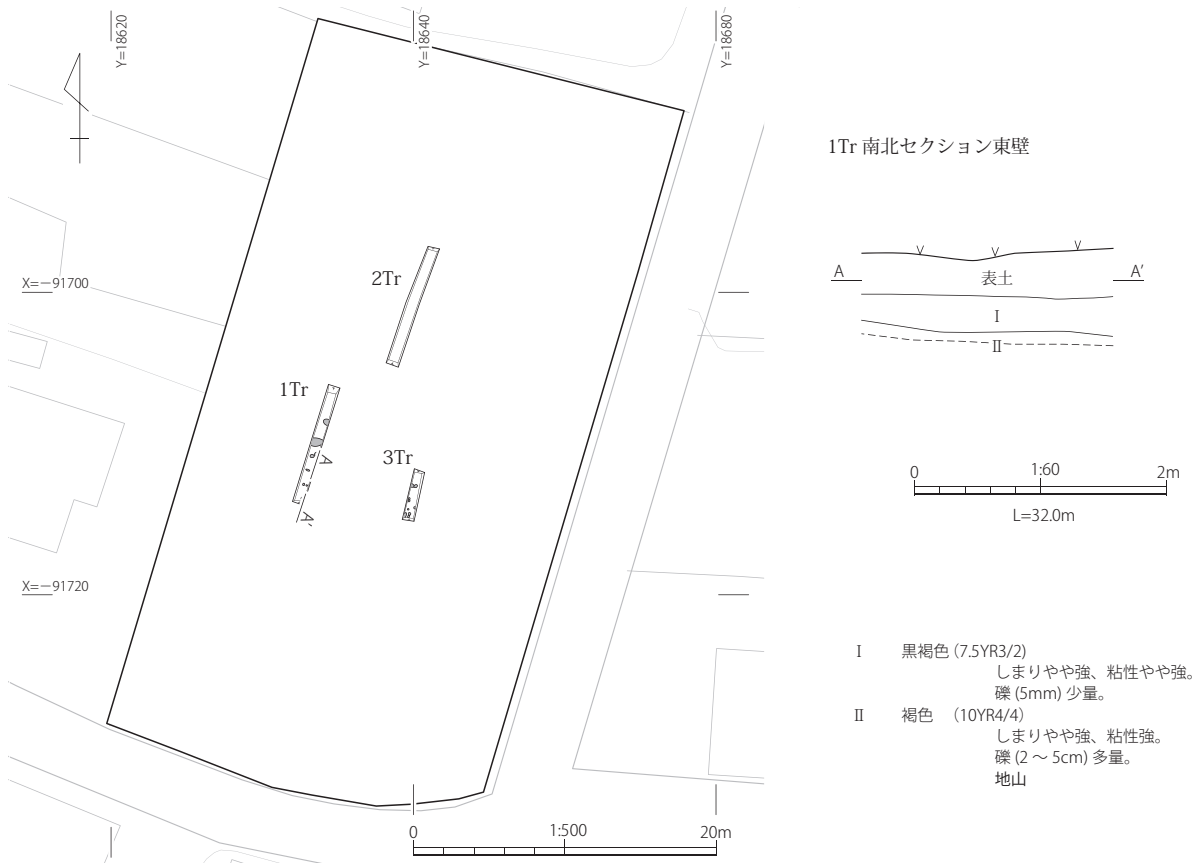 Y=18620
Y=18640
Y=18680
X=－91700
X=－91720
2Tr
1Tr
3Tr
A
A'
0 1:500 20m
1Tr 南北セクション東壁
A A'
表土
Ⅰ
Ⅱ
0 1:60 2m
L=32.0m
Ⅰ 黒褐色 (7.5YR3/2)
しまりやや強、粘性やや強。
礫 (5mm) 少量。
Ⅱ 褐色 （10YR4/4）
しまりやや強、粘性強。
礫 (2 ～ 5cm) 多量。
地山